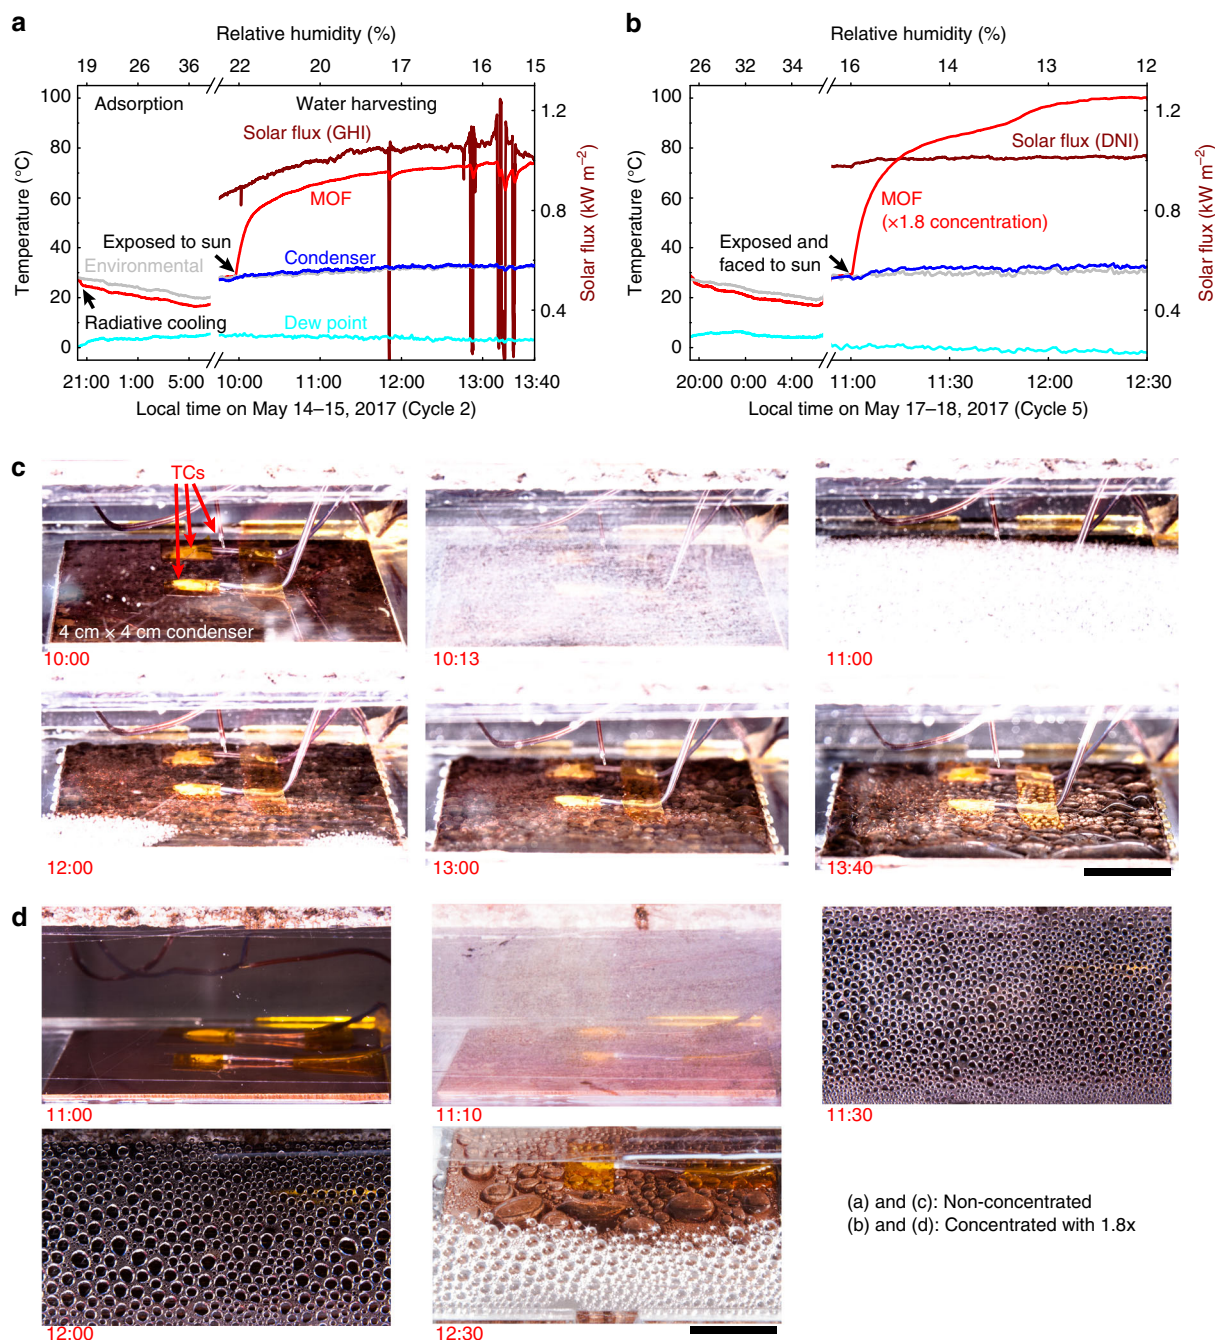 a
Relative humidity (%)
19 26 36 22 20 17 16 15
Adsorption
Water harvesting
Solar flux (GHI)
MOF
Exposed to sun
Environmental
Condenser
Radiative cooling
Dew point
Temperature (°C)
100
80
60
40
20
0
Solar flux (kW m−2)
1.2
0.8
0.4
21:00 1:00 5:00 10:00 11:00 12:00 13:00 13:40
Local time on May 14–15, 2017 (Cycle 2)
b
Relative humidity (%)
26 32 34 16 14 13 12
Solar flux (DNI)
MOF
(×1.8 concentration)
Exposed and
faced to sun
Temperature (°C)
100
80
60
40
20
0
Solar flux (kW m−2)
1.2
0.8
0.4
20:00 0:00 4:00 11:00 11:30 12:00 12:30
Local time on May 17–18, 2017 (Cycle 5)
c
TCs
4 cm × 4 cm condenser
10:00
10:13
11:00
12:00
13:00
13:40
d
11:00
11:10
11:30
12:00
12:30
(a) and (c): Non-concentrated
(b) and (d): Concentrated with 1.8x